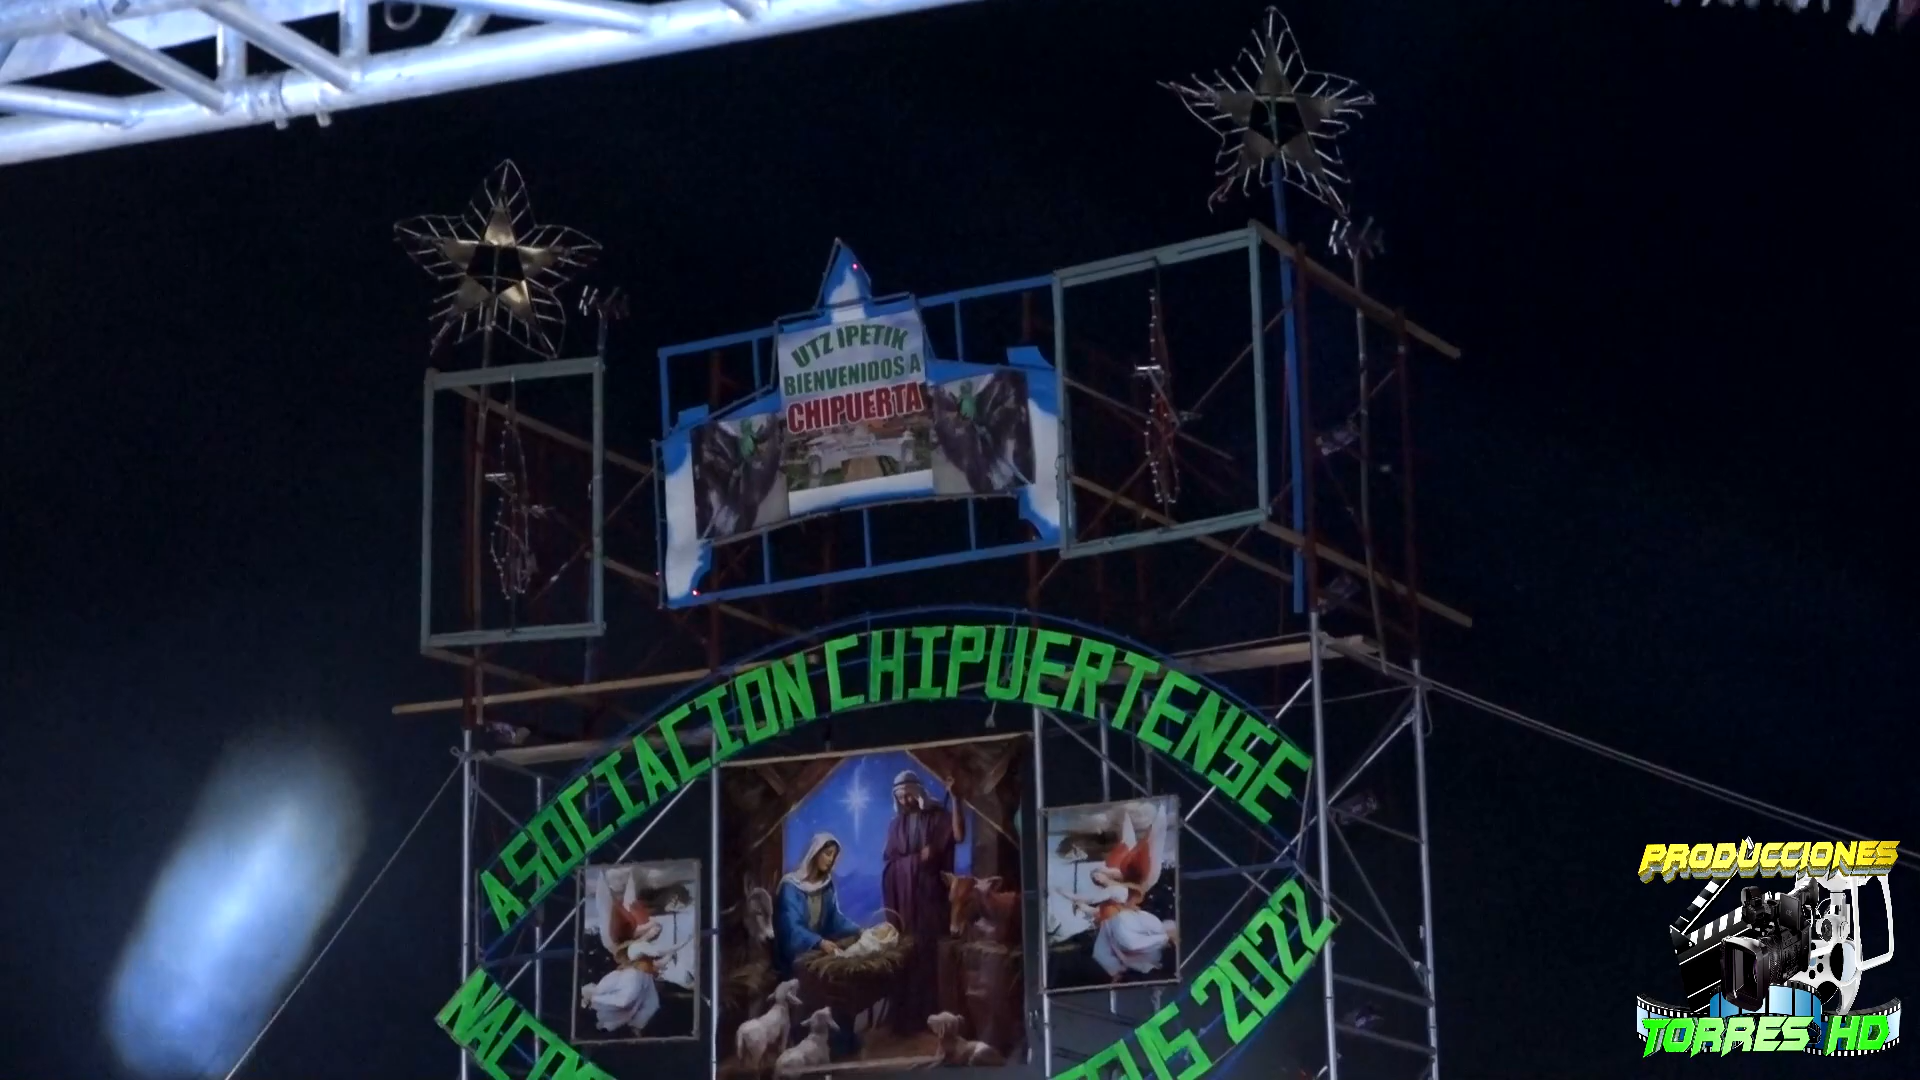 UTZ IPETIK
BIENVENIDOS A
CHIPUERTA
ASOCIACION CHIPUERTENSE
2022
PRODUCCIONES
TORRES HD